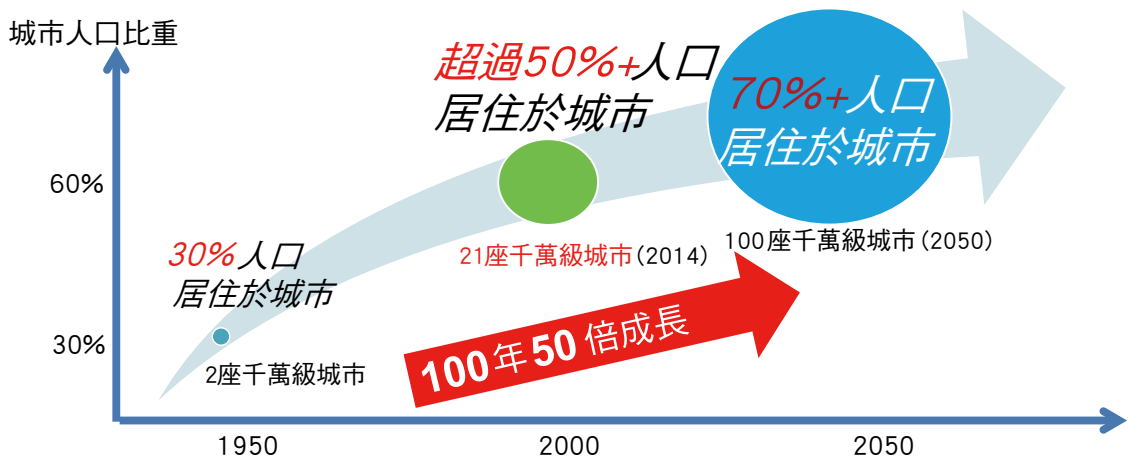 城市人口比重
超過50%+人口
居住於城市
70%+人口
居住於城市
60%
21座千萬級城市(2014)
100座千萬級城市(2050)
30%人口
居住於城市
30%
2座千萬級城市
100年50倍成長
1950
2000
2050